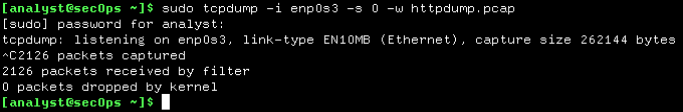 [analyst@secOps ~]$ sudo tcpdump -i enp0s3 -s 0 -w httpdump.pcap
[sudo] password for analyst:
tcpdump: listening on enp0s3, link-type EN10MB (Ethernet), capture size 262144 bytes
^C2126 packets captured
2126 packets received by filter
0 packets dropped by kernel
[analyst@secOps ~]$